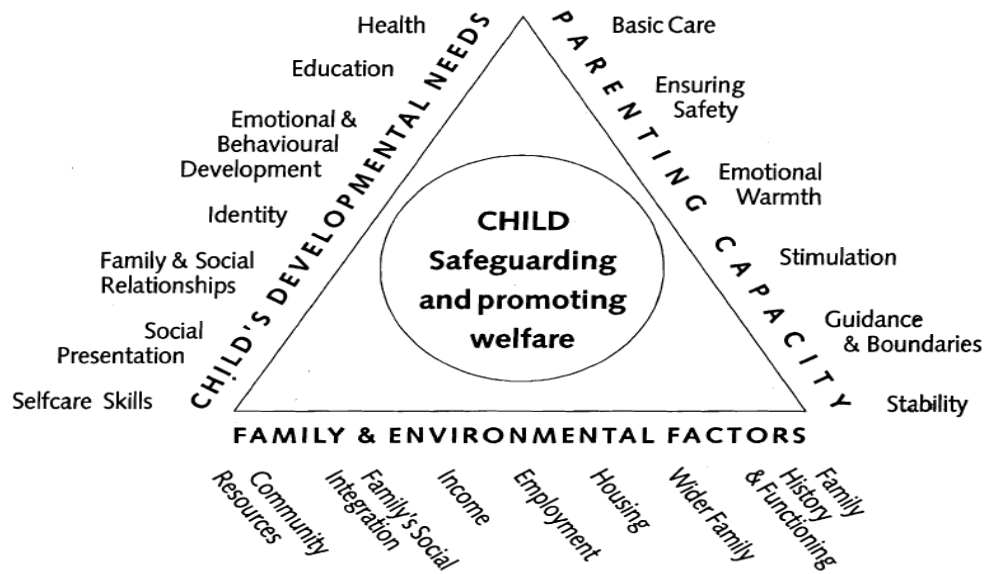 Health
Education
Emotional &
Behavioural
Development
Identity
Family & Social
Relationships
Social
Presentation
Selfcare Skills
CHILD'S DEVELOPMENTAL NEEDS
CHILD
Safeguarding
and promoting
welfare
PARENTING CAPACITY
Basic Care
Ensuring
Safety
Emotional
Warmth
Stimulation
Guidance
& Boundaries
Stability
FAMILY & ENVIRONMENTAL FACTORS
Community
Resources
Family's Social
Integration
Income
Employment
Housing
Wider Family
Family
History
& Functioning